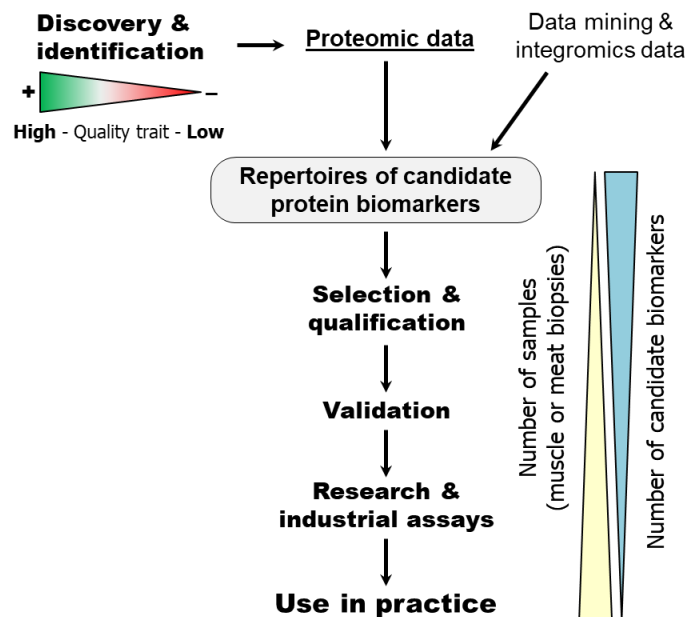 Discovery &
identification
Proteomic data
Data mining &
integromics data
+
–
High - Quality trait - Low
Repertoires of candidate
protein biomarkers
Selection &
qualification
Validation
Research &
industrial assays
Use in practice
Number of samples
(muscle or meat biopsies)
Number of candidate biomarkers